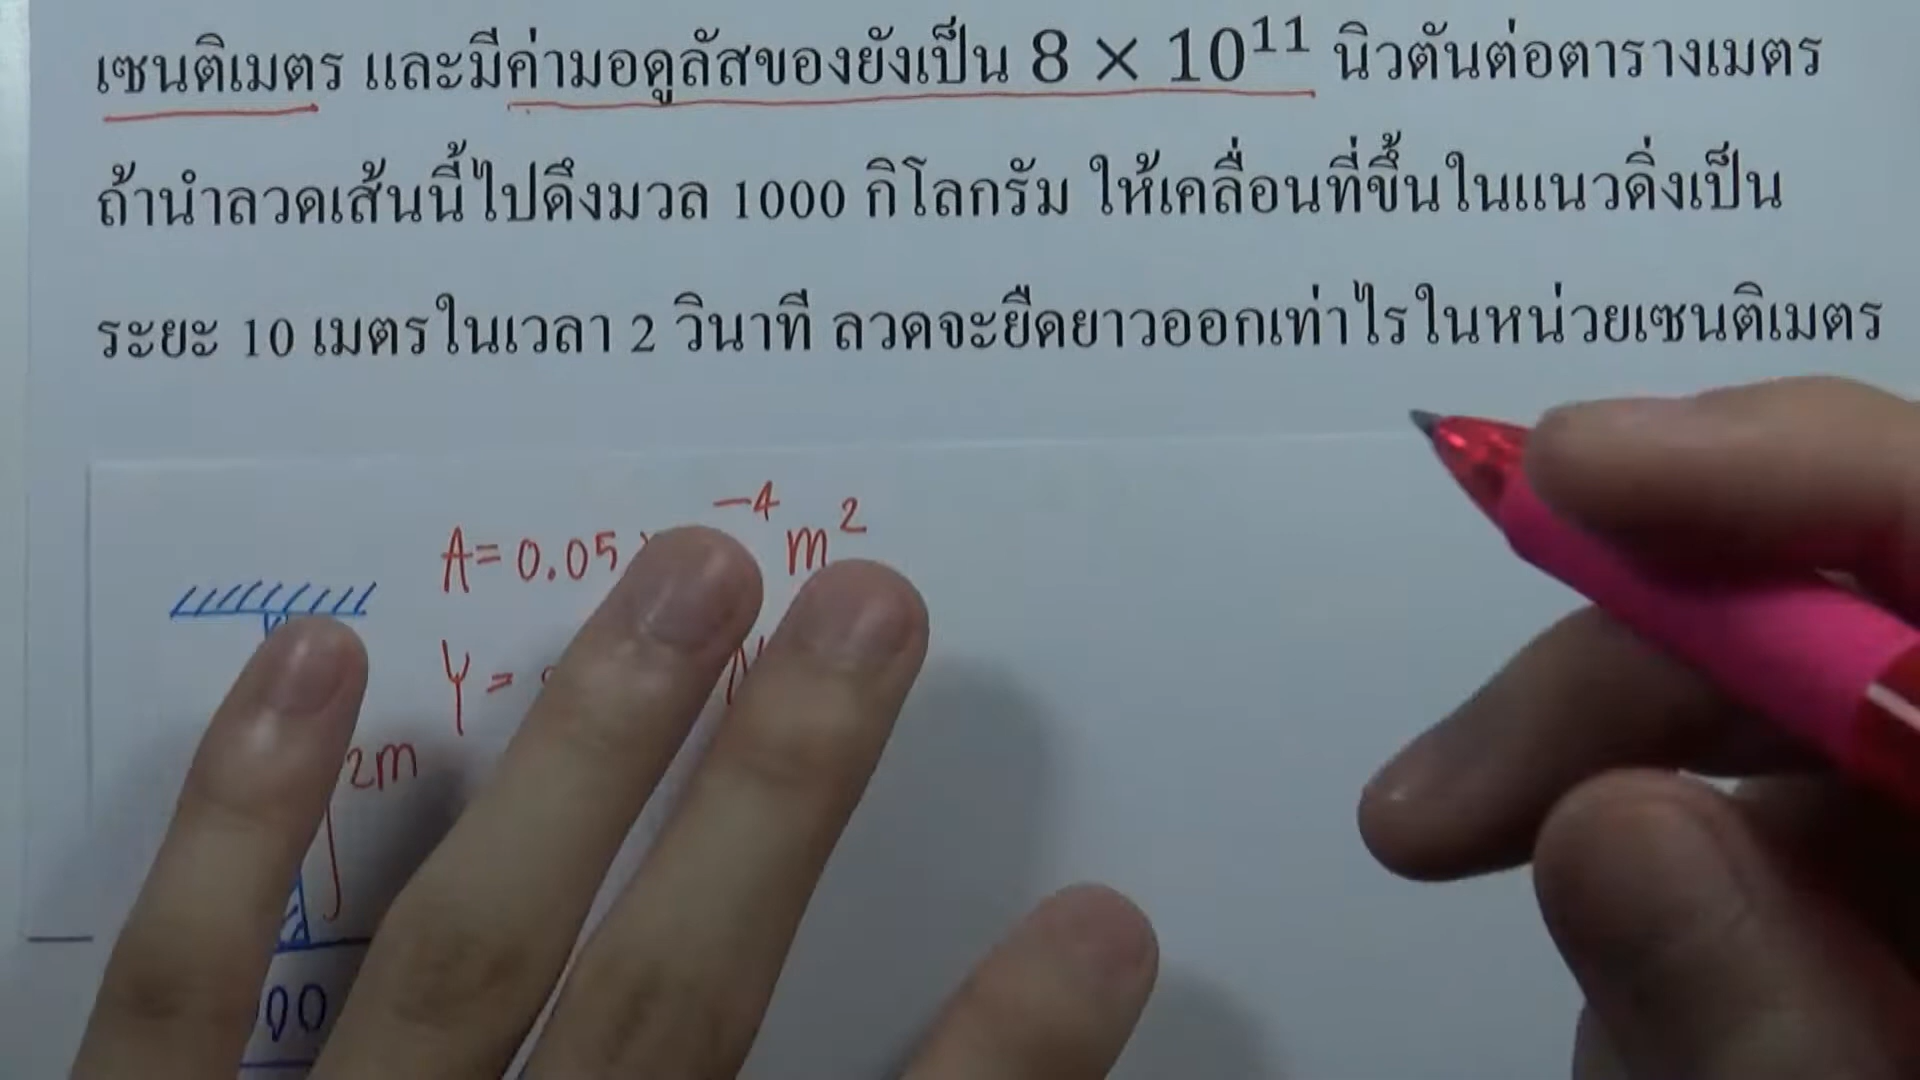 เซนติเมตร และมีค่ามอดูลัสของยังเป็น 8 × 10¹¹ นิวตันต่อตารางเมตร
ถ้านำลวดเส้นนี้ไปดึงมวล 1000 กิโลกรัม ให้เคลื่อนที่ขึ้นในแนวดิ่งเป็น
ระยะ 10 เมตรในเวลา 2 วินาที ลวดจะยืดยาวออกเท่าไรในหน่วยเซนติเมตร
A = 0.05 ⁻⁴ m²
Y =
2m
00